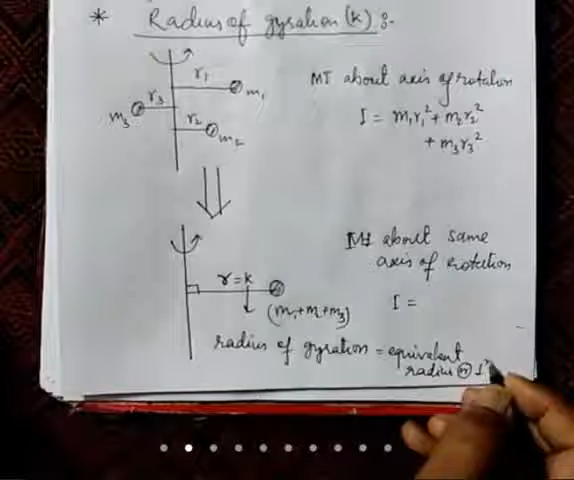 * Radius of gyration (k) :-
r₁
m₁
MI about axis of rotation
r₃
m₃
r₂
m₂
I = m₁r₁² + m₂r₂²
+ m₃r₃²
MI about same
axis of rotation
r = k
(m₁+m+m₃)
I =
radius of gyration = equivalent
radius